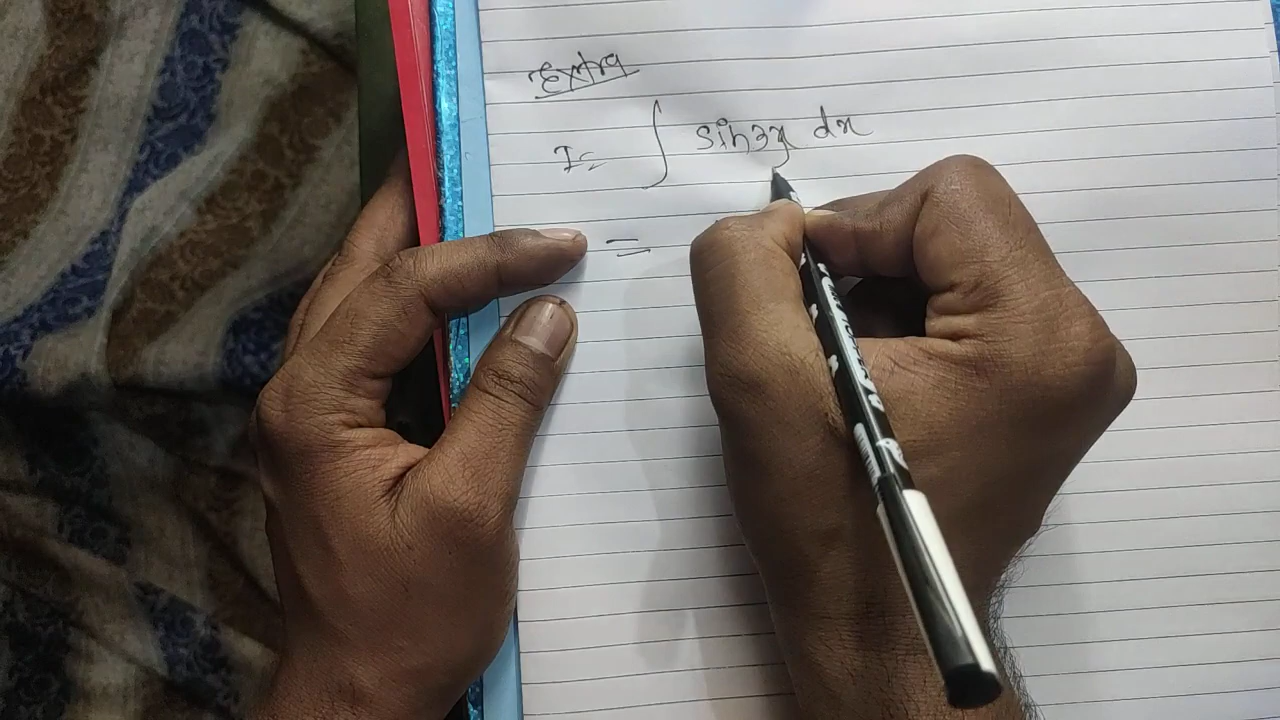 Extra
I = ∫ sin3x dx
=